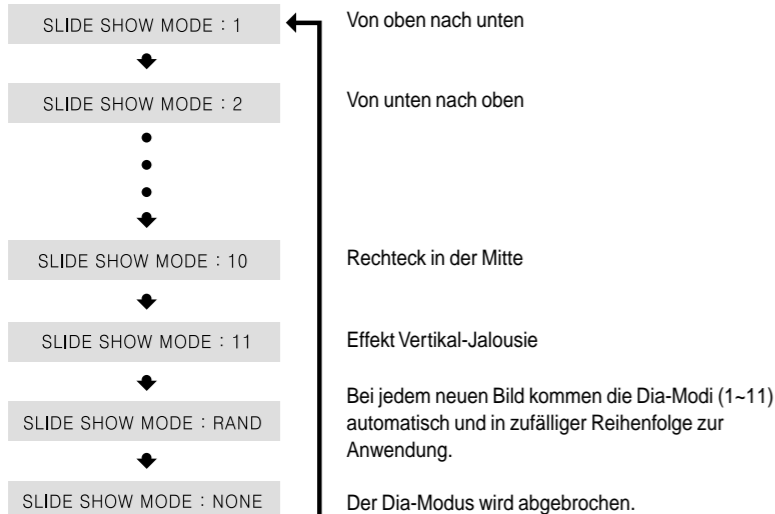 SLIDE SHOW MODE : 1
Von oben nach unten
SLIDE SHOW MODE : 2
Von unten nach oben
SLIDE SHOW MODE : 10
Rechteck in der Mitte
SLIDE SHOW MODE : 11
Effekt Vertikal-Jalousie
SLIDE SHOW MODE : RAND
Bei jedem neuen Bild kommen die Dia-Modi (1~11)
automatisch und in zufälliger Reihenfolge zur
Anwendung.
SLIDE SHOW MODE : NONE
Der Dia-Modus wird abgebrochen.